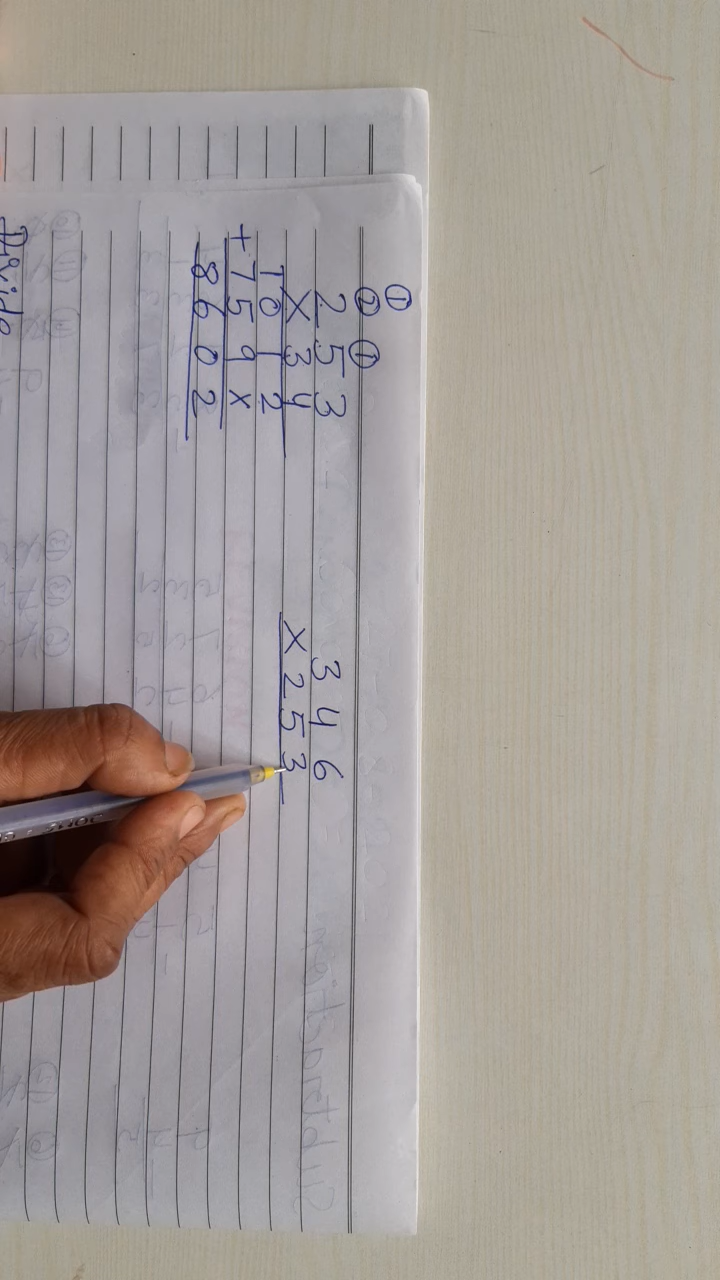 ① 
② ①
2 5 3
× 3 4
1 0 1 2
+ 7 5 9 ×
8 6 0 2
3 4 6
× 2 5 3
Divide